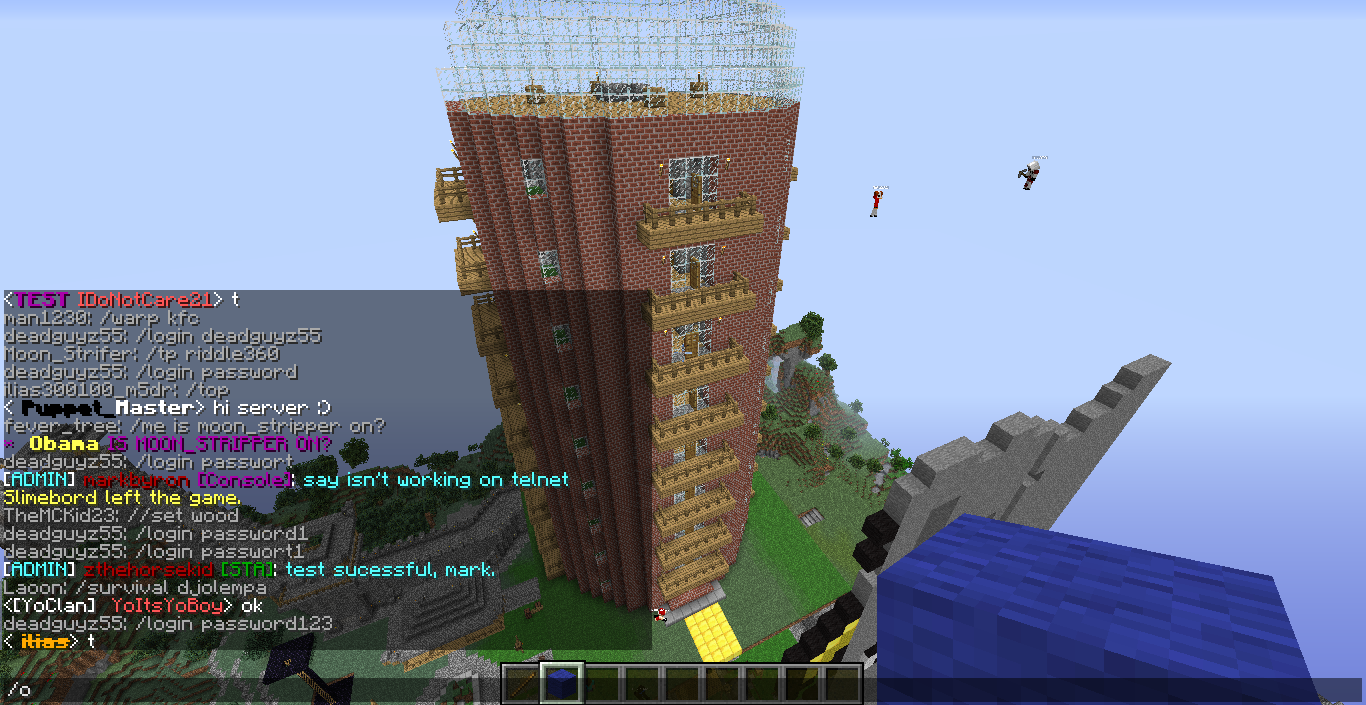 <TEST IDoNotCare21> t
man1230: /warp kfc
deadguyz55: /login deadguyz55
Moon_Strifer: /tp riddle360
deadguyz55: /login password
ilias300100_m5dr: /top
< Puppet_Master> hi server :)
fever_tree: /me is moon_stripper on?
* Obama IS MOON_STRIPPER ON?
deadguyz55: /login passwort
[ADMIN] markbyron [Console]: say isn't working on telnet
Slimebord left the game.
TheMCKid23: //set wood
deadguyz55: /login password1
deadguyz55: /login passwort1
[ADMIN] zthehorsekid [STA]: test sucessful, mark.
Laoon: /survival djolempa
<[YoClan] YoItsYoBoy> ok
deadguyz55: /login password123
< ilias> t
/o